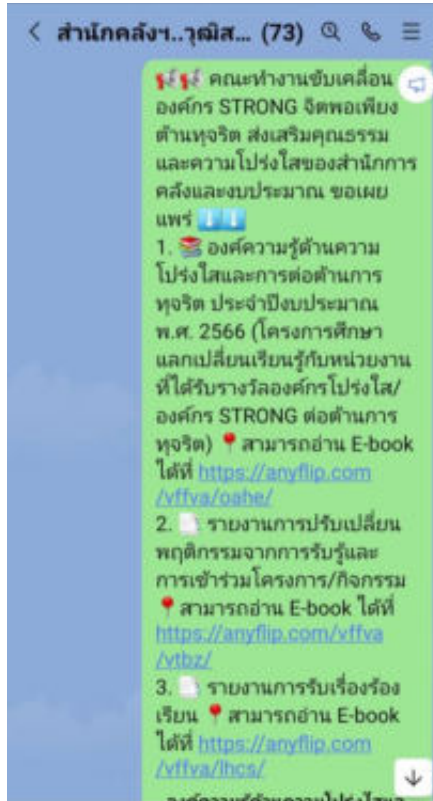 สำนักคลังฯ..วุฒิส... (73)
คณะทำงานขับเคลื่อน
องค์กร STRONG จิตพอเพียง
ต้านทุจริต ส่งเสริมคุณธรรม
และความโปร่งใสของสำนักการ
คลังและงบประมาณ ขอเผย
แพร่ ⬇️⬇️
1. 📚 องค์ความรู้ด้านความ
โปร่งใสและการต่อต้านการ
ทุจริต ประจำปีงบประมาณ
พ.ศ. 2566 (โครงการศึกษา
แลกเปลี่ยนเรียนรู้กับหน่วยงาน
ที่ได้รับรางวัลองค์กรโปร่งใส/
องค์กร STRONG ต่อต้านการ
ทุจริต) 📍สามารถอ่าน E-book
ได้ที่ https://anyflip.com
/vffva/oahe/
2. 📄 รายงานการปรับเปลี่ยน
พฤติกรรมจากการรับรู้และ
การเข้าร่วมโครงการ/กิจกรรม
📍สามารถอ่าน E-book ได้ที่
https://anyflip.com/vffva
/vtbz/
3. 📄 รายงานการรับเรื่องร้อง
เรียน 📍สามารถอ่าน E-book
ได้ที่ https://anyflip.com
/vffva/lhcs/